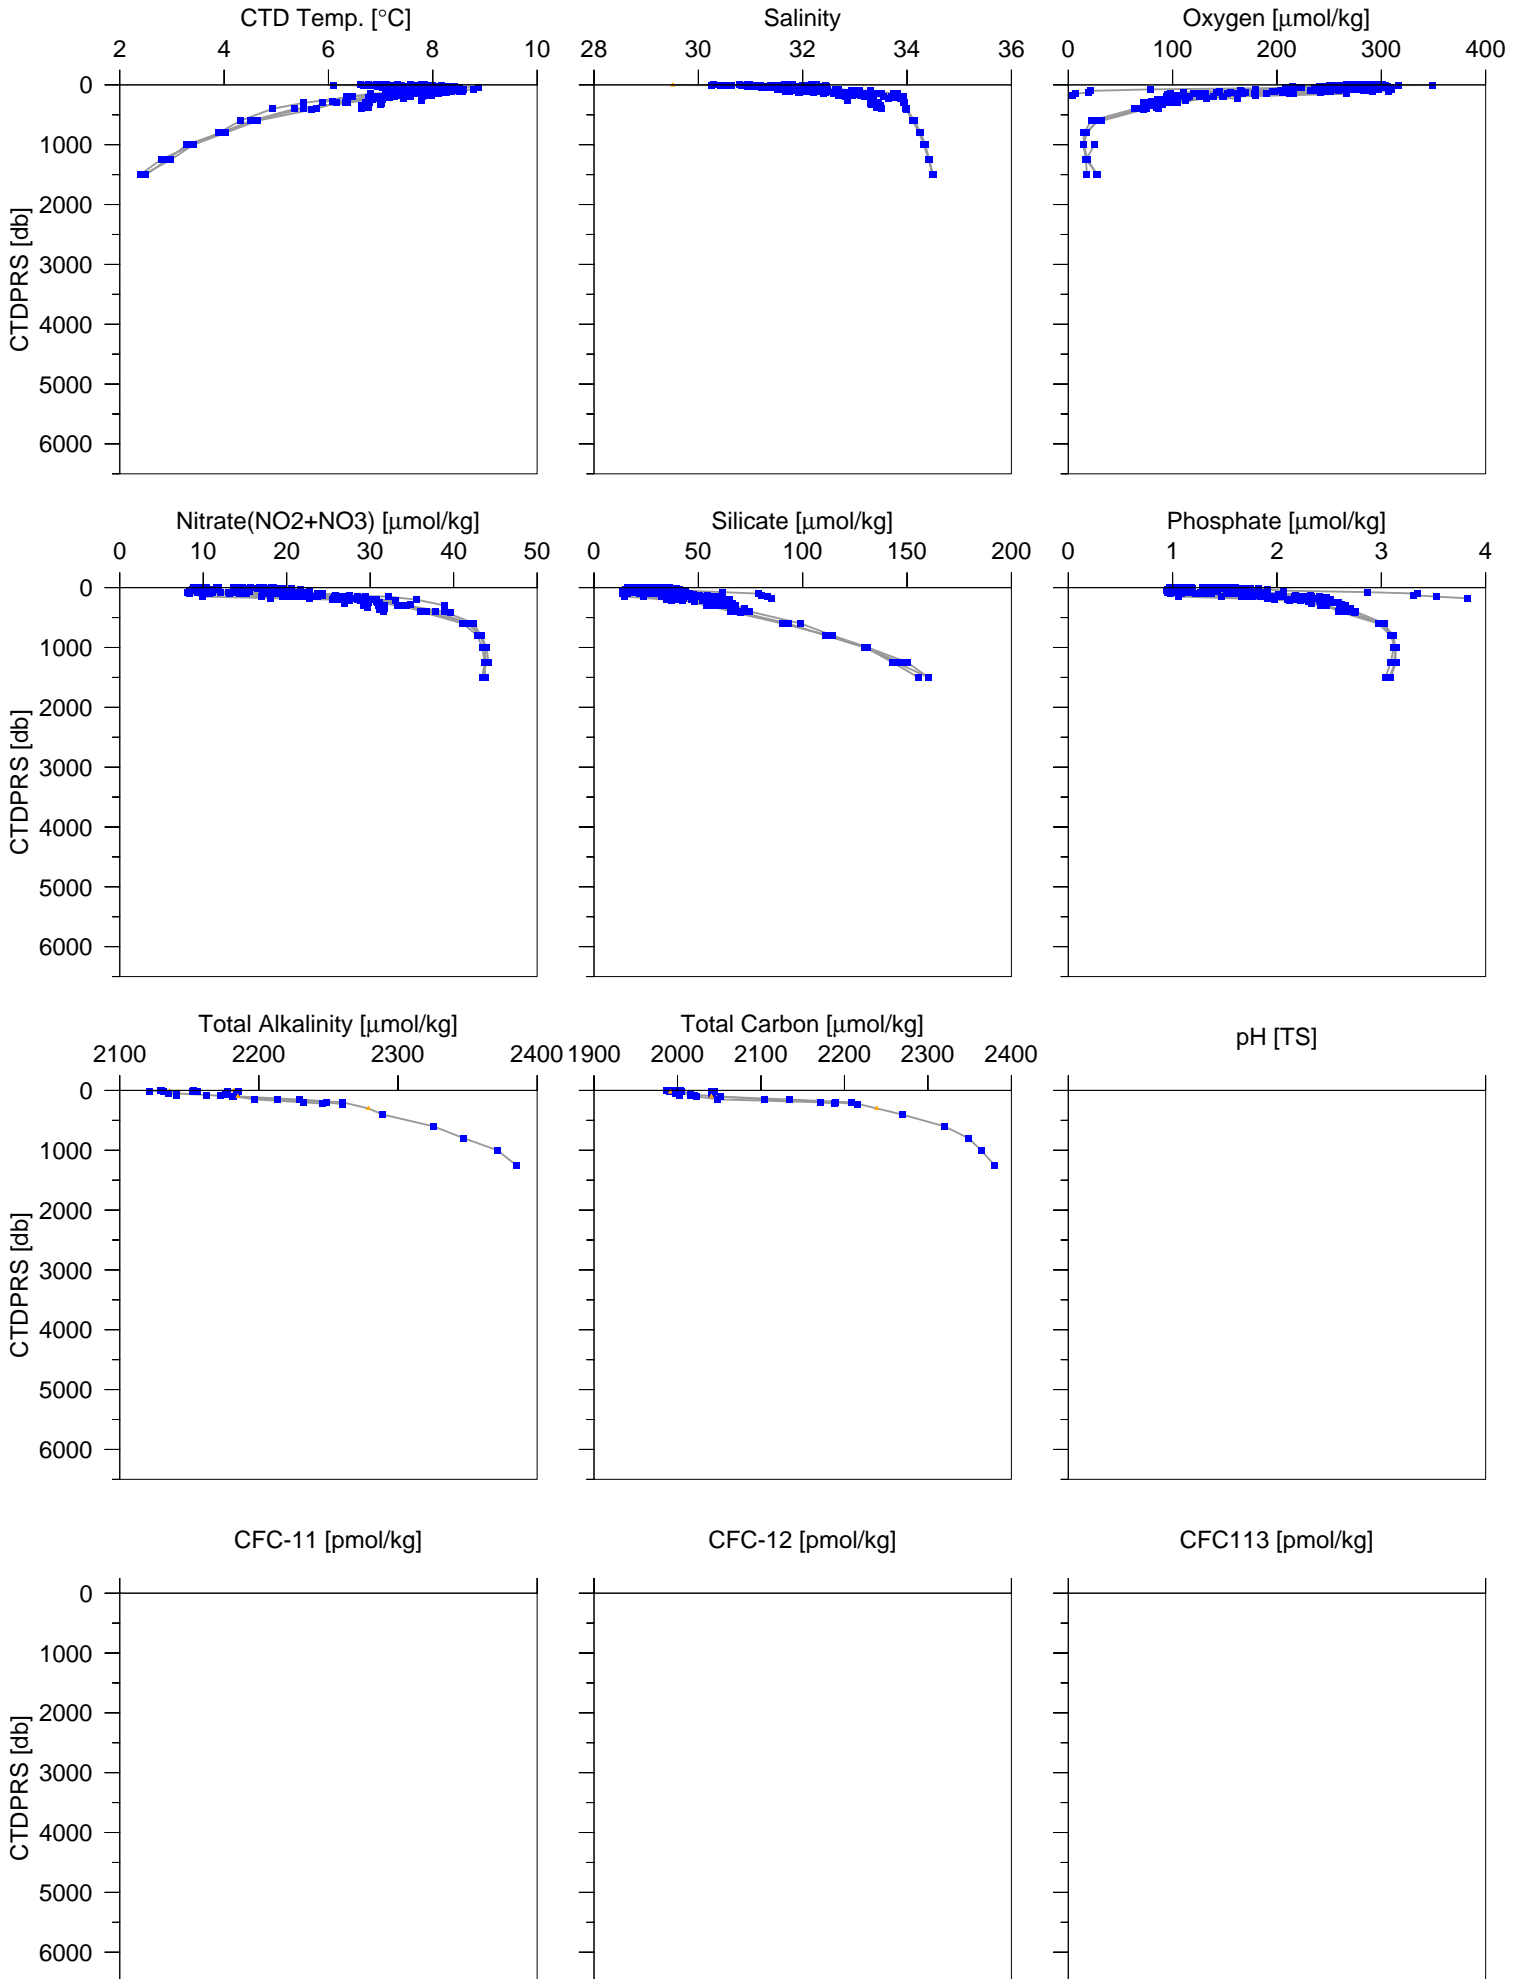 CTD Temp. [°C] Salinity Oxygen [μmol/kg]
2 4 6 8 10 28 30 32 34 36 0 100 200 300 400
0
1000
2000
3000
4000
5000
6000
CTDPRS [db]
Nitrate(NO2+NO3) [μmol/kg] Silicate [μmol/kg] Phosphate [μmol/kg]
0 10 20 30 40 50 0 50 100 150 200 0 1 2 3 4
0
1000
2000
3000
4000
5000
6000
CTDPRS [db]
Total Alkalinity [μmol/kg] Total Carbon [μmol/kg] pH [TS]
2100 2200 2300 2400 1900 2000 2100 2200 2300 2400
0
1000
2000
3000
4000
5000
6000
CTDPRS [db]
CFC-11 [pmol/kg] CFC-12 [pmol/kg] CFC113 [pmol/kg]
0
1000
2000
3000
4000
5000
6000
CTDPRS [db]